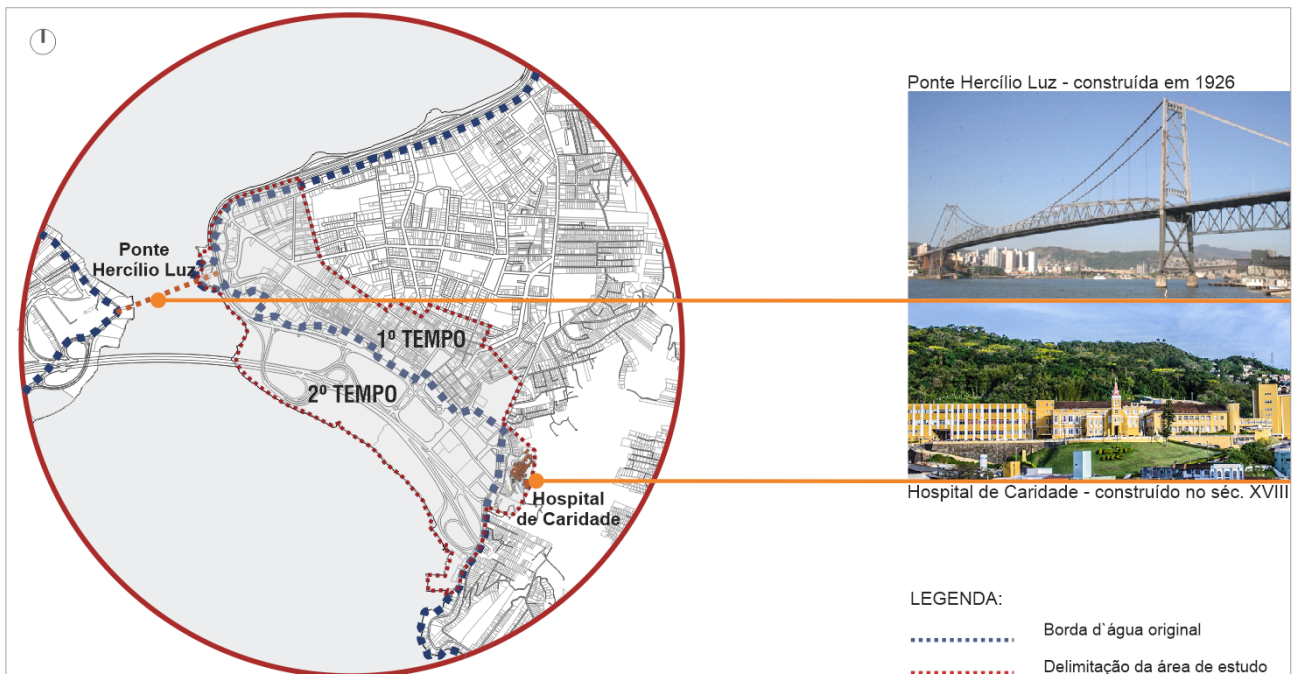 Ponte Hercílio Luz - construída em 1926
Ponte
Hercílio Luz
1º TEMPO
2º TEMPO
Hospital
de Caridade
Hospital de Caridade - construído no séc. XVIII
LEGENDA:
Borda d`água original
Delimitação da área de estudo